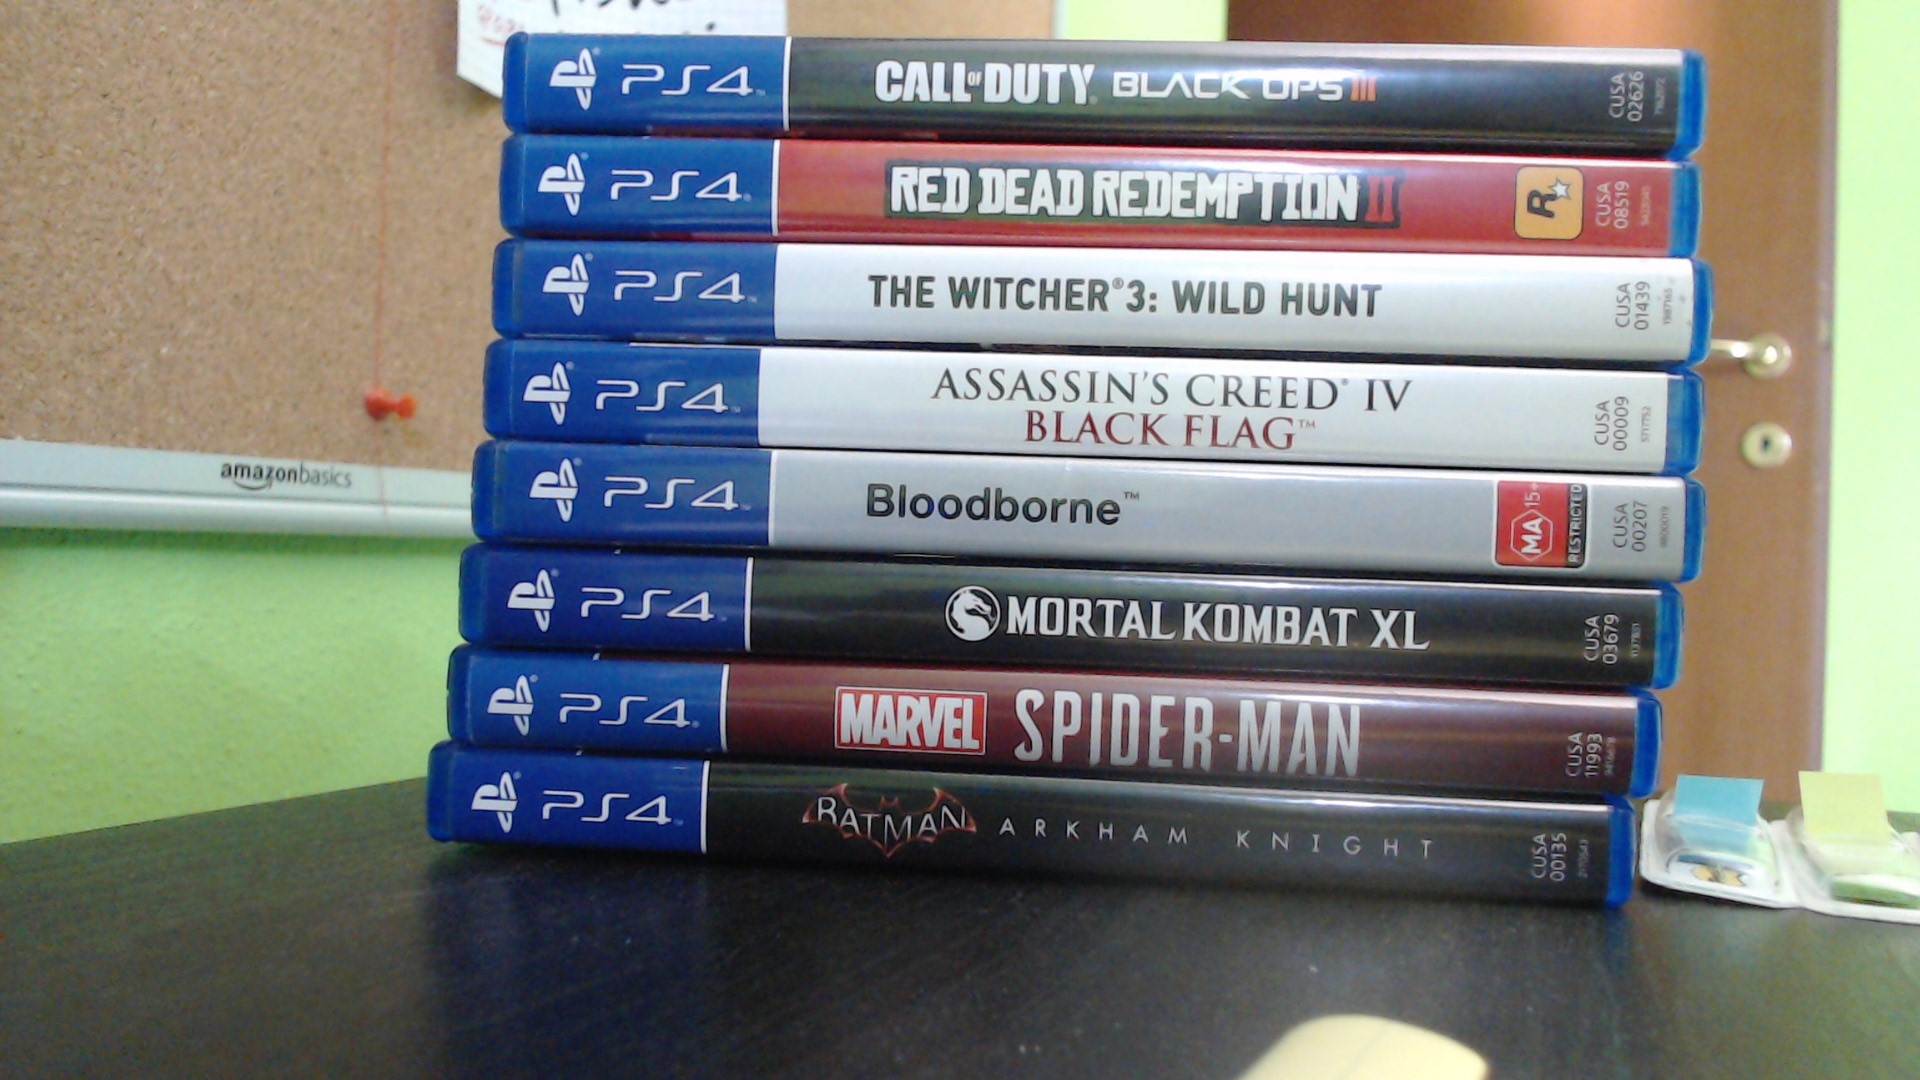 PS4 CALL OF DUTY BLACK OPS III CUSA 02626
PS4 RED DEAD REDEMPTION II R CUSA 08519
PS4 THE WITCHER® 3: WILD HUNT CUSA 01439
PS4 ASSASSIN'S CREED® IV
BLACK FLAG™ CUSA 00009
amazonbasics
PS4 Bloodborne™ MA 15+ RESTRICTED CUSA 00207
PS4 MORTAL KOMBAT XL CUSA 03679
PS4 MARVEL SPIDER-MAN CUSA 11993
PS4 BATMAN ARKHAM KNIGHT CUSA 00135